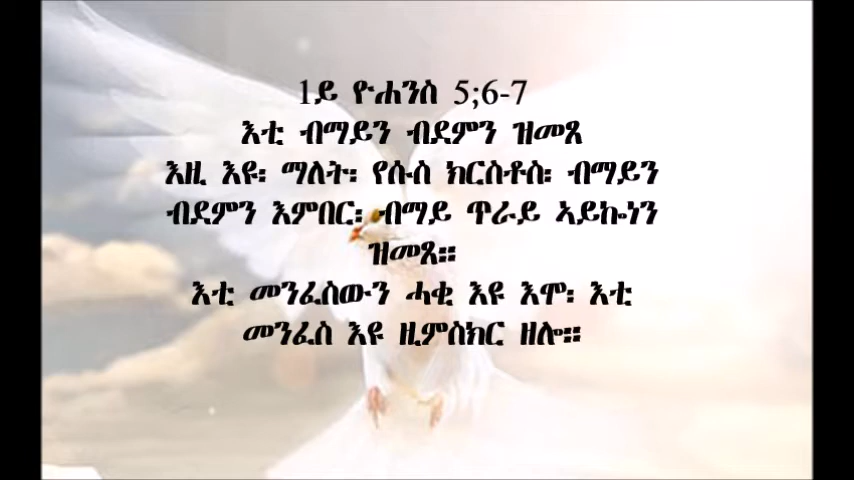 1ይ ዮሐንስ 5;6-7
እቲ ብማይን ብደምን ዝመጸ
እዚ እዩ፡ ማለት፡ የሱስ ክርስቶስ፡ ብማይን
ብደምን እምበር፡ ብማይ ጥራይ ኣይኰነን
ዝመጸ።
እቲ መንፈስውን ሓቂ እዩ እሞ፡ እቲ
መንፈስ እዩ ዚምስክር ዘሎ።